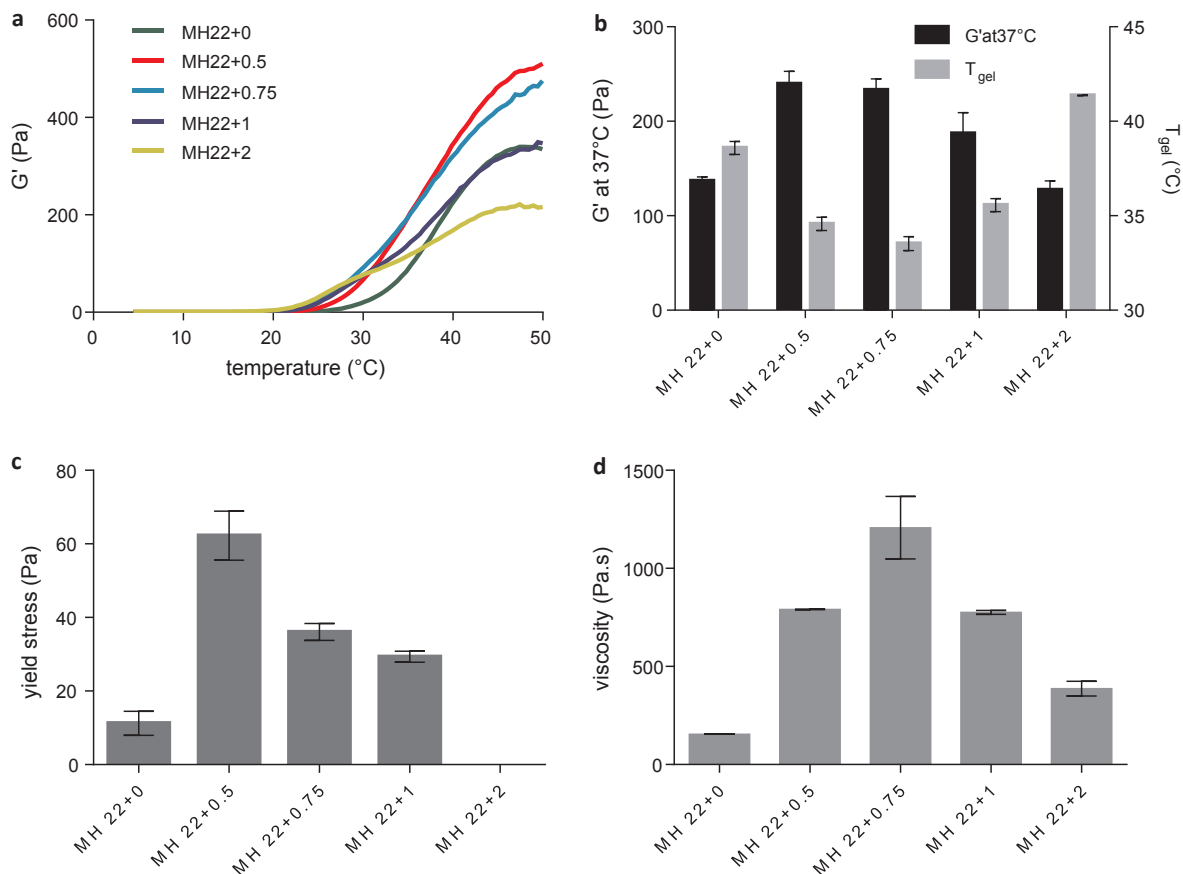 a
600
400
200
0
G' (Pa)
MH22+0
MH22+0.5
MH22+0.75
MH22+1
MH22+2
0 10 20 30 40 50
temperature (°C)
b
300
200
100
0
G' at 37°C (Pa)
G'at37°C
Tgel
45
40
35
30
Tgel (°C)
MH 22+0
MH 22+0.5
MH 22+0.75
MH 22+1
MH 22+2
c
80
60
40
20
0
yield stress (Pa)
MH 22+0
MH 22+0.5
MH 22+0.75
MH 22+1
MH 22+2
d
1500
1000
500
0
viscosity (Pa.s)
MH 22+0
MH 22+0.5
MH 22+0.75
MH 22+1
MH 22+2